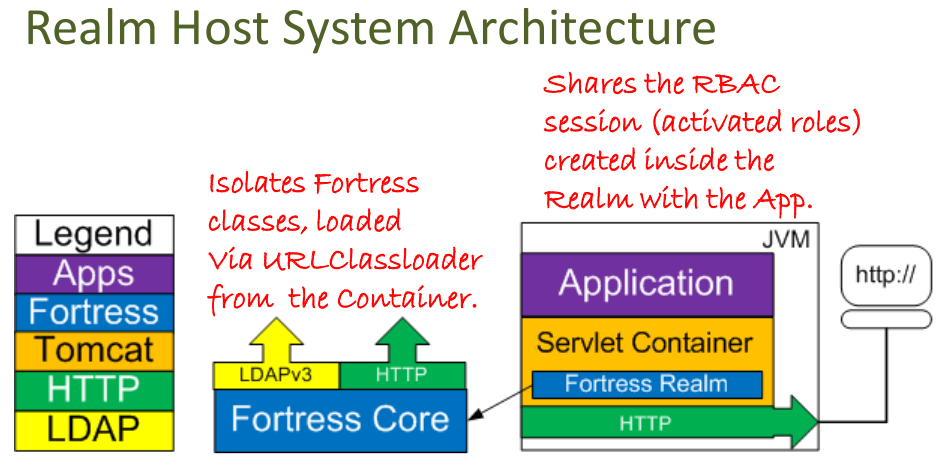 Realm Host System Architecture
Shares the RBAC
session (activated roles)
created inside the
Realm with the App.
Isolates Fortress
classes, loaded
Via URLClassloader
from the Container.
Legend
Apps
Fortress
Tomcat
HTTP
LDAP
LDAPv3
HTTP
Fortress Core
JVM
Application
Servlet Container
Fortress Realm
HTTP
http://